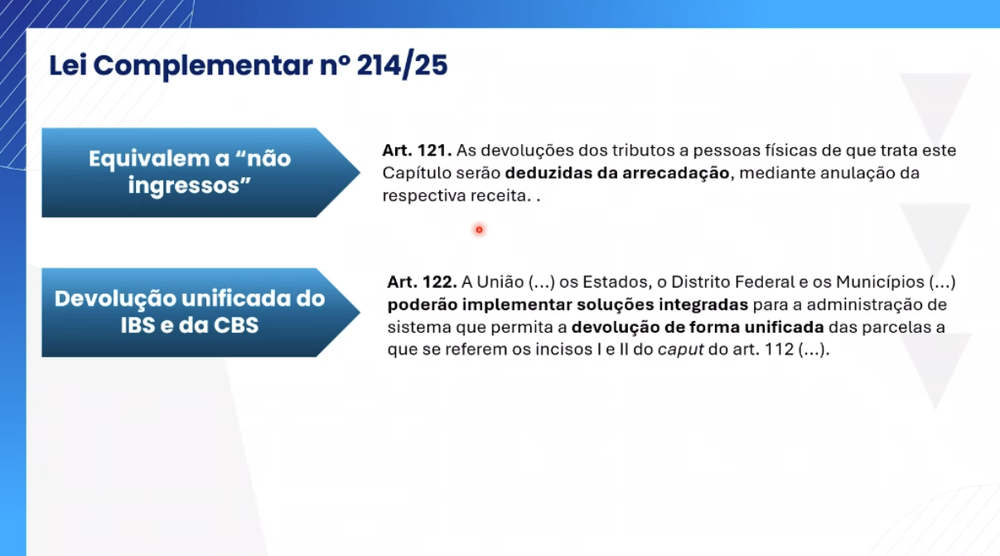 Lei Complementar nº 214/25
Equivalem a “não
ingressos”
Art. 121. As devoluções dos tributos a pessoas físicas de que trata este
Capítulo serão deduzidas da arrecadação, mediante anulação da
respectiva receita. .
Devolução unificada do
IBS e da CBS
Art. 122. A União (...) os Estados, o Distrito Federal e os Municípios (...)
poderão implementar soluções integradas para a administração de
sistema que permita a devolução de forma unificada das parcelas a
que se referem os incisos I e II do caput do art. 112 (...).